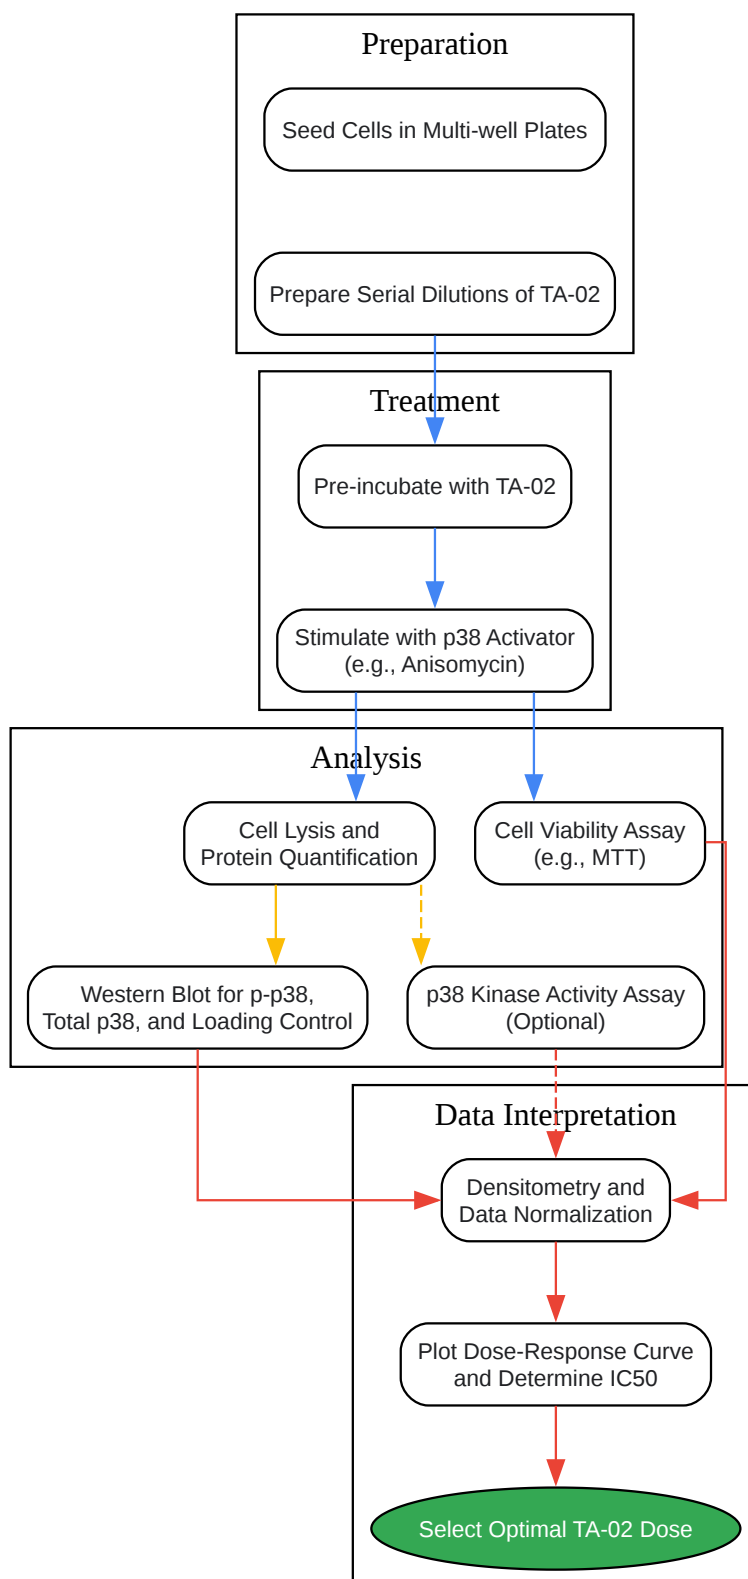 Preparation
Seed Cells in Multi-well Plates
Prepare Serial Dilutions of TA-02
Treatment
Pre-incubate with TA-02
Stimulate with p38 Activator
(e.g., Anisomycin)
Analysis
Cell Lysis and
Protein Quantification
Cell Viability Assay
(e.g., MTT)
Western Blot for p-p38,
Total p38, and Loading Control
p38 Kinase Activity Assay
(Optional)
Data Interpretation
Densitometry and
Data Normalization
Plot Dose-Response Curve
and Determine IC50
Select Optimal TA-02 Dose